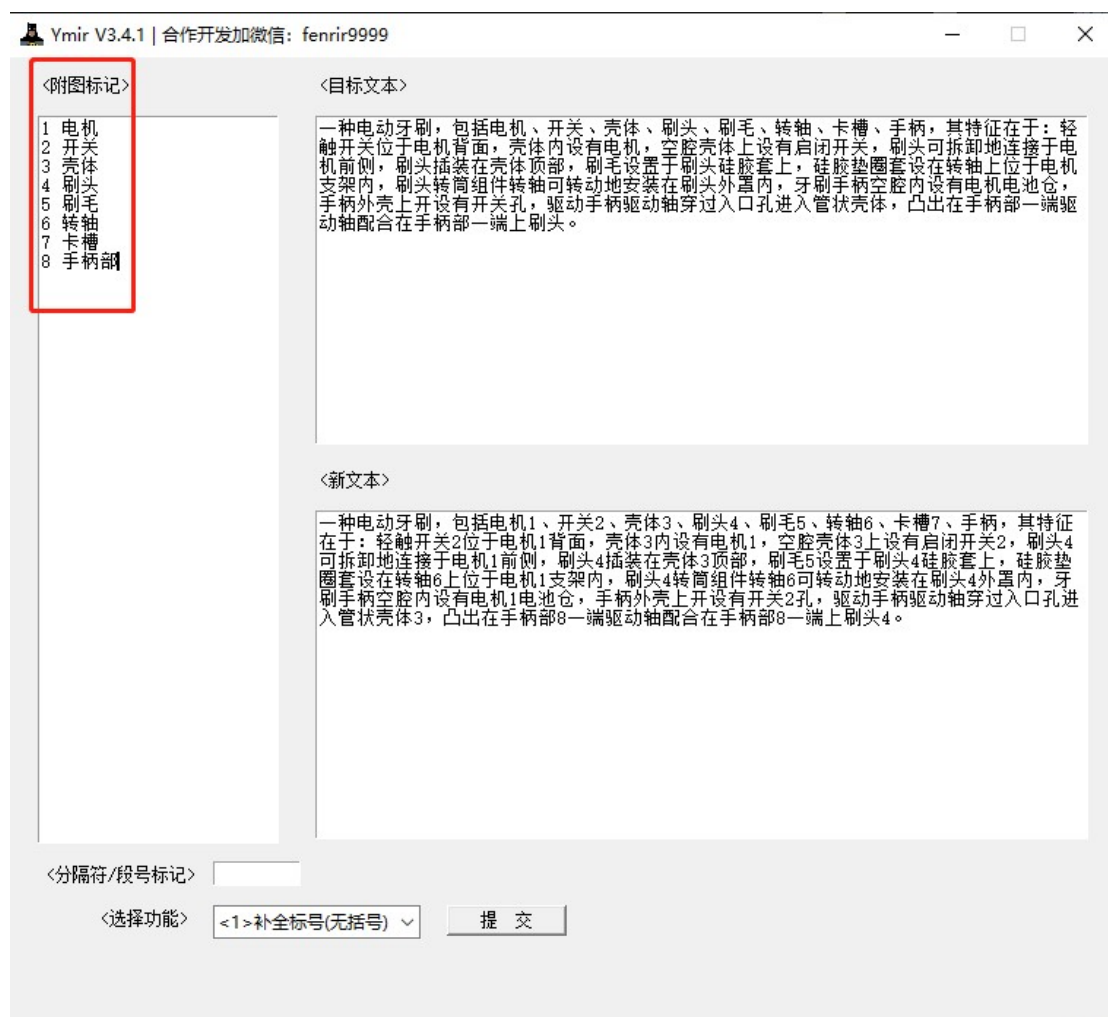 Ymir V3.4.1 | 合作开发加微信: fenrir9999
<附图标记>
1 电机
2 开关
3 壳体
4 刷头
5 刷毛
6 转轴
7 卡槽
8 手柄部
<目标文本>
一种电动牙刷，包括电机、开关、壳体、刷头、刷毛、转轴、卡槽、手柄，其特征在于：轻
触开关位于电机背面，壳体内设有电机，空腔壳体上设有启闭开关，刷头可拆卸地连接于电
机前侧，刷头插装在壳体顶部，刷毛设置于刷头硅胶套上，硅胶垫圈套设在转轴上位于电机
支架内，刷头转筒组件转轴可转动地安装在刷头外罩内，牙刷手柄空腔内设有电机电池仓，
手柄外壳上开设有开关孔，驱动手柄驱动轴穿过入口孔进入管状壳体，凸出在手柄部一端驱
动轴配合在手柄部一端上刷头。
<新文本>
一种电动牙刷，包括电机1、开关2、壳体3、刷头4、刷毛5、转轴6、卡槽7、手柄，其特征
在于：轻触开关2位于电机1背面，壳体3内设有电机1，空腔壳体3上设有启闭开关2，刷头4
可拆卸地连接于电机1前侧，刷头4插装在壳体3顶部，刷毛5设置于刷头4硅胶套上，硅胶垫
圈套设在转轴6上位于电机1支架内，刷头4转筒组件转轴6可转动地安装在刷头4外罩内，牙
刷手柄空腔内设有电机1电池仓，手柄外壳上开设有开关2孔，驱动手柄驱动轴穿过入口孔进
入管状壳体3，凸出在手柄部8一端驱动轴配合在手柄部8一端上刷头4。
<分隔符/段号标记>
<选择功能>
<1>补全标号(无括号)
提 交